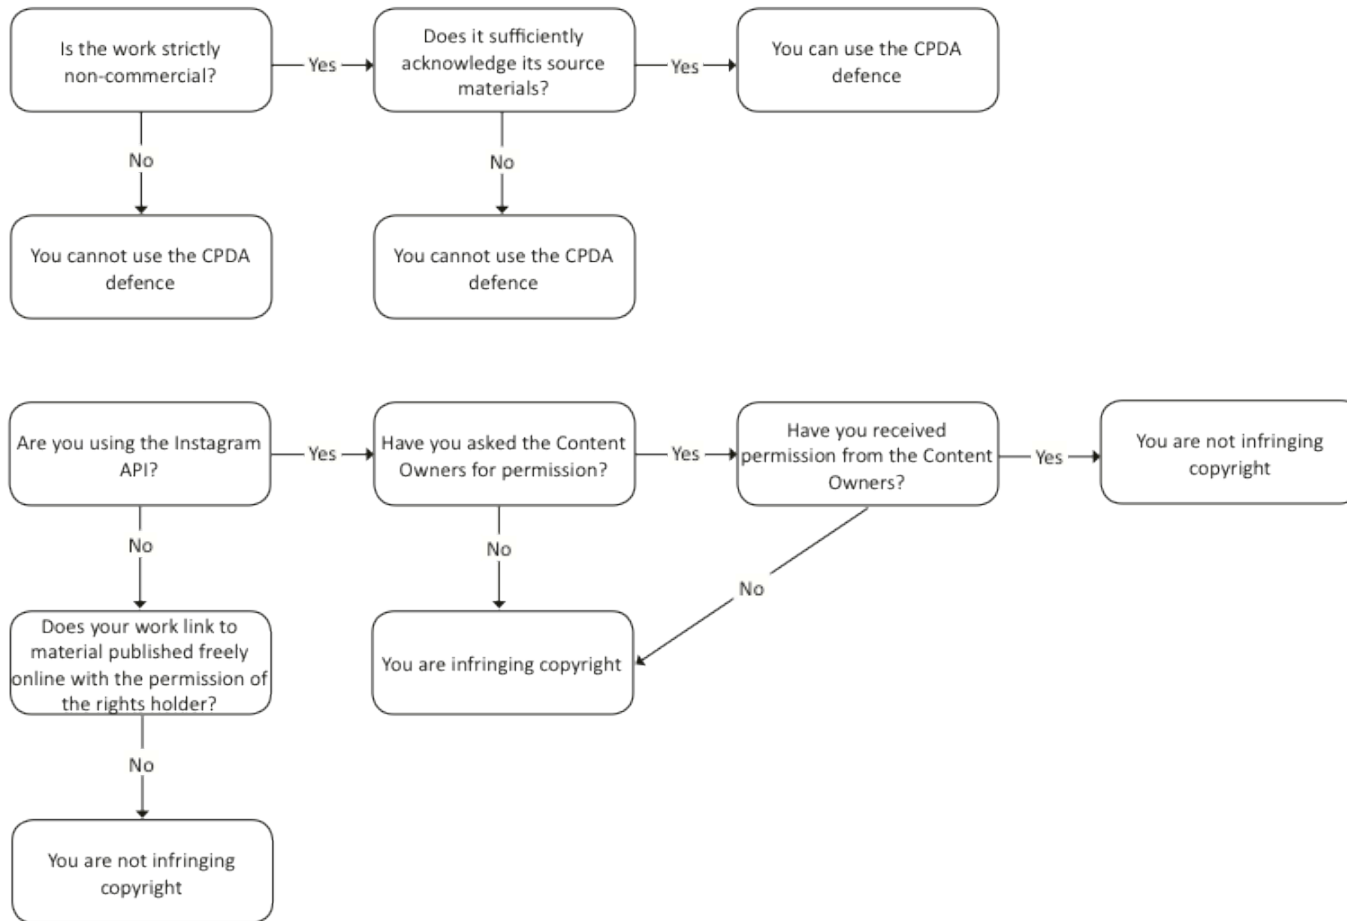 Is the work strictly
non-commercial?
Yes
Does it sufficiently
acknowledge its source
materials?
Yes
You can use the CPDA
defence
No
No
You cannot use the CPDA
defence
You cannot use the CPDA
defence
Are you using the Instagram
API?
Yes
Have you asked the Content
Owners for permission?
Yes
Have you received
permission from the Content
Owners?
Yes
You are not infringing
copyright
No
No
No
Does your work link to
material published freely
online with the permission of
the rights holder?
You are infringing copyright
No
You are not infringing
copyright